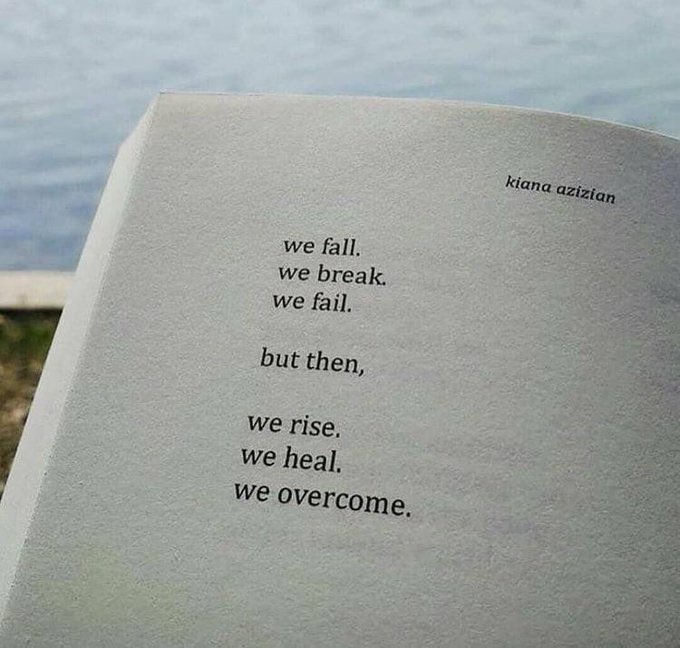 kiana azizian
we fall.
we break.
we fail.
but then,
we rise.
we heal.
we overcome.